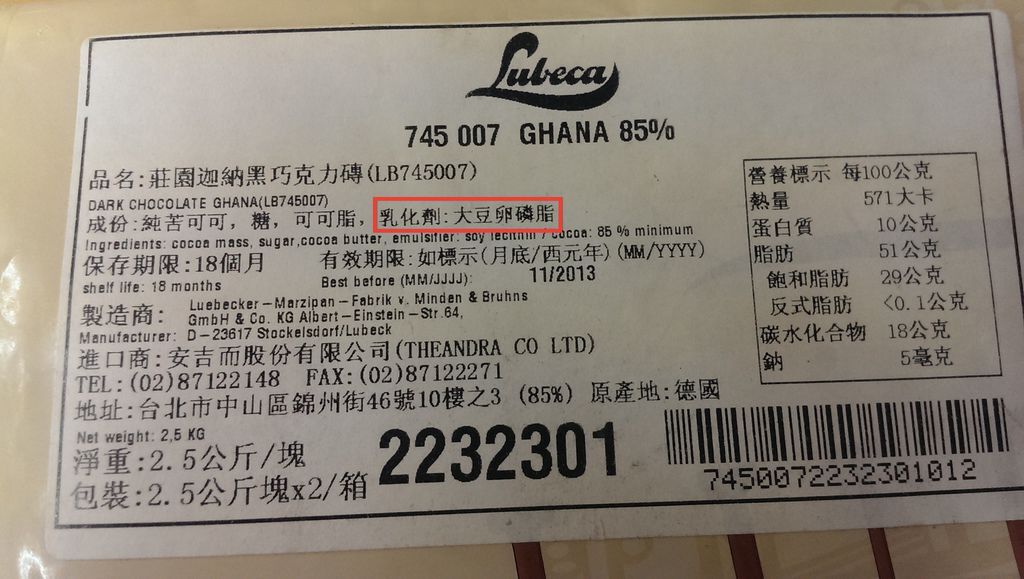 Lubeca
745 007 GHANA 85%
品名:莊園迦納黑巧克力磚(LB745007)
DARK CHOCOLATE GHANA(LB745007)
成份:純苦可可, 糖, 可可脂, 乳化劑:大豆卵磷脂
Ingredients: cocoa mass, sugar,cocoa butter, emulsifier: soy lecithin / cocoa: 85 % minimum
保存期限:18個月 有效期限:如標示(月底/西元年)(MM/YYYY)
shelf life: 18 months Best before (MM/JJJJ): 11/2013
製造商: Luebecker-Marzipan-Fabrik v. Minden & Bruhns
GmbH & Co. KG Albert-Einstein-Str.64,
Manufacturer: D-23617 Stockelsdorf/Lubeck
進口商:安吉而股份有限公司(THEANDRA CO LTD)
TEL:(02)87122148 FAX:(02)87122271
地址:台北市中山區錦州街46號10樓之3 (85%) 原產地:德國
Net weight: 2,5 KG
淨重:2.5公斤/塊
包裝:2.5公斤塊x2/箱
2232301
營養標示 每100公克
熱量 571大卡
蛋白質 10公克
脂肪 51公克
飽和脂肪 29公克
反式脂肪 <0.1公克
碳水化合物 18公克
鈉 5毫克
7450072232301012